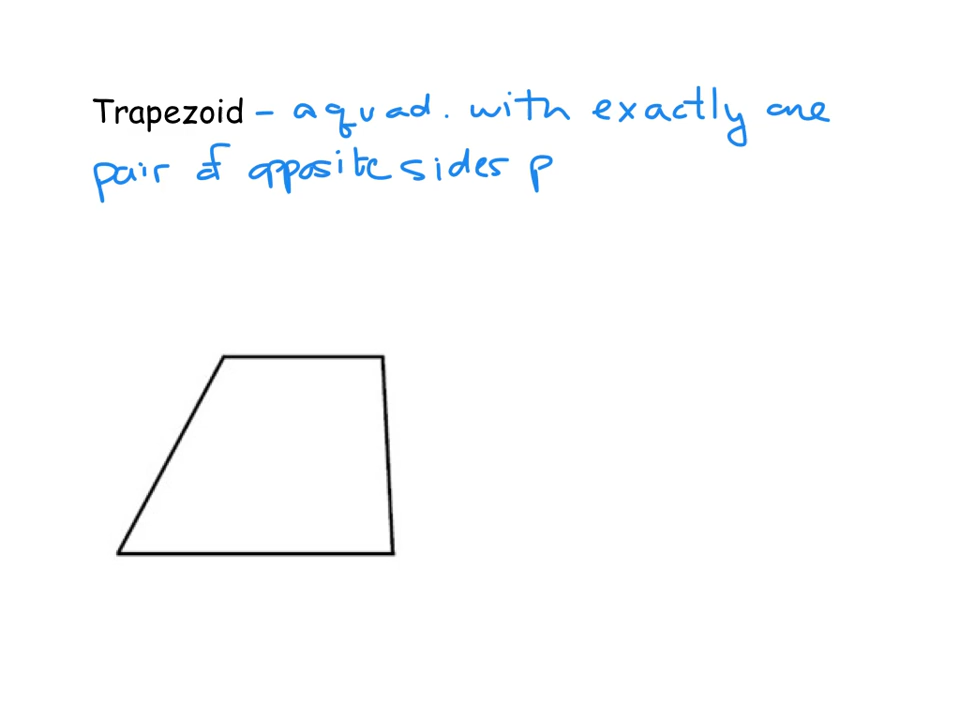 Trapezoid – a quad. with exactly one
pair of opposite sides p